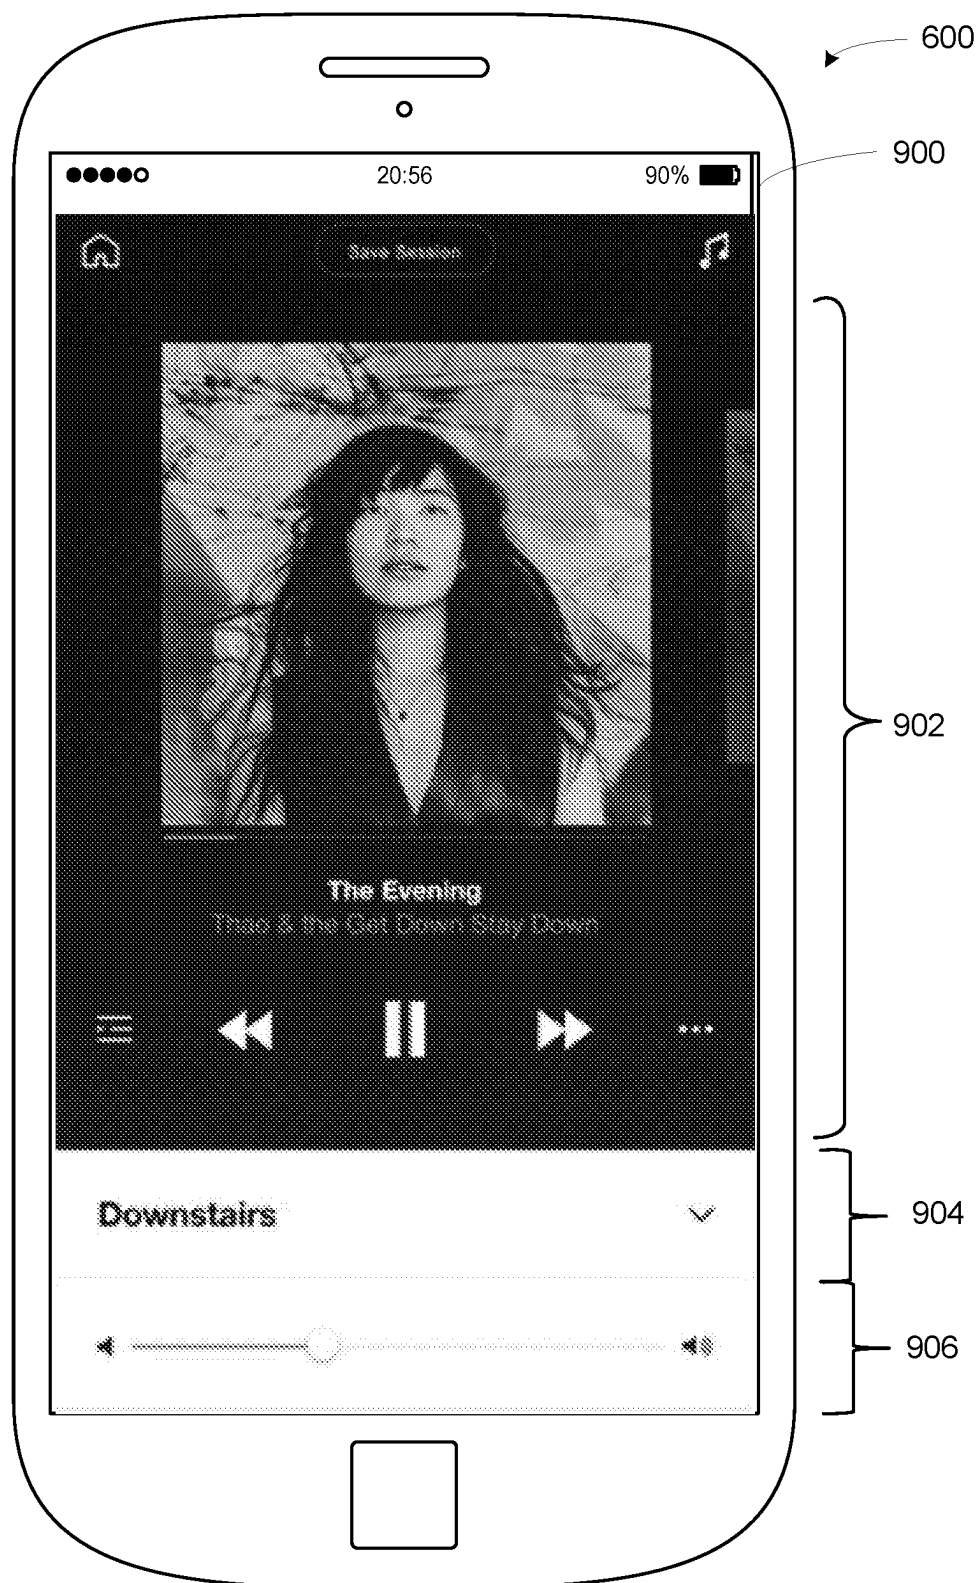 600
900
20:56
90%
Save Session
902
The Evening
Thao & the Get Down Stay Down
Downstairs
904
906